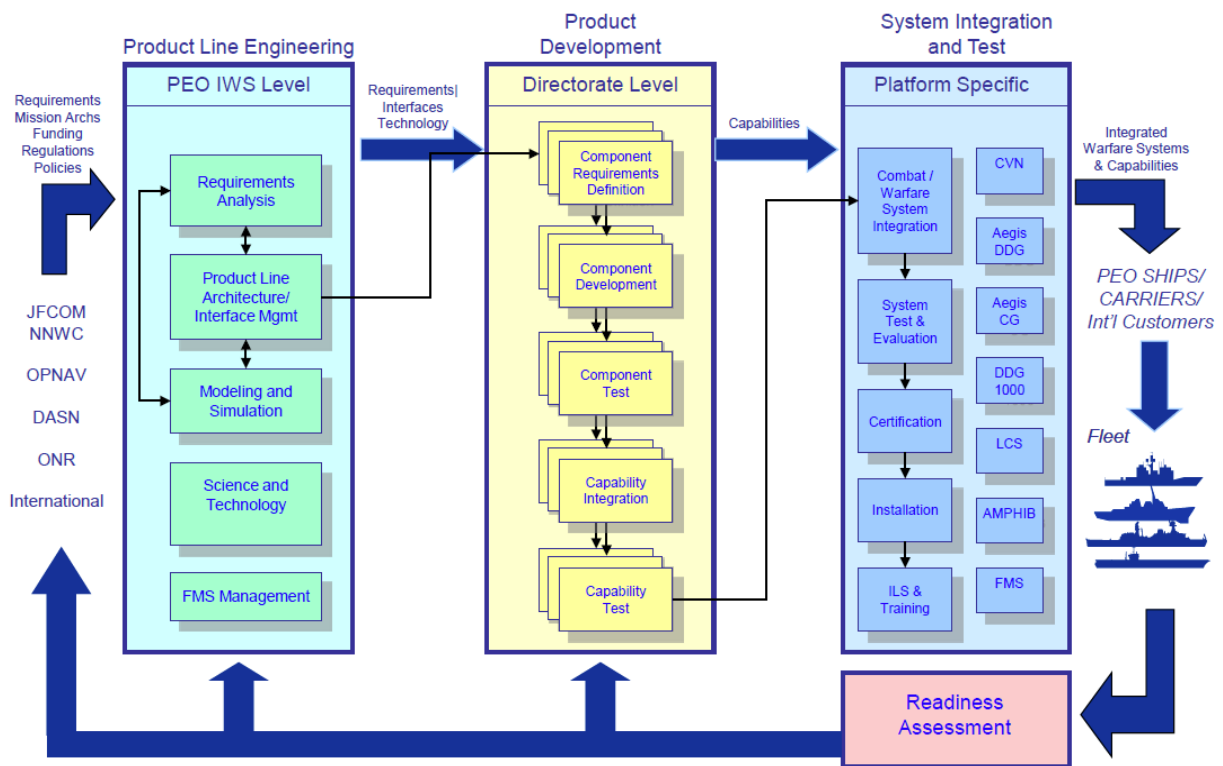 Product Line Engineering
Product
Development
System Integration
and Test
PEO IWS Level
Directorate Level
Platform Specific
Requirements
Mission Archs
Funding
Regulations
Policies
JFCOM
NNWC
OPNAV
DASN
ONR
International
Requirements
Analysis
Product Line
Architecture/
Interface Mgmt
Modeling and
Simulation
Science and
Technology
FMS Management
Requirements|
Interfaces
Technology
Component
Requirements
Definition
Component
Development
Component
Test
Capability
Integration
Capability
Test
Capabilities
Combat /
Warfare
System
Integration
System
Test &
Evaluation
Certification
Installation
ILS &
Training
CVN
Aegis
DDG
Aegis
CG
DDG
1000
LCS
AMPHIB
FMS
Integrated
Warfare Systems
& Capabilities
PEO SHIPS/
CARRIERS/
Int'l Customers
Fleet
Readiness
Assessment